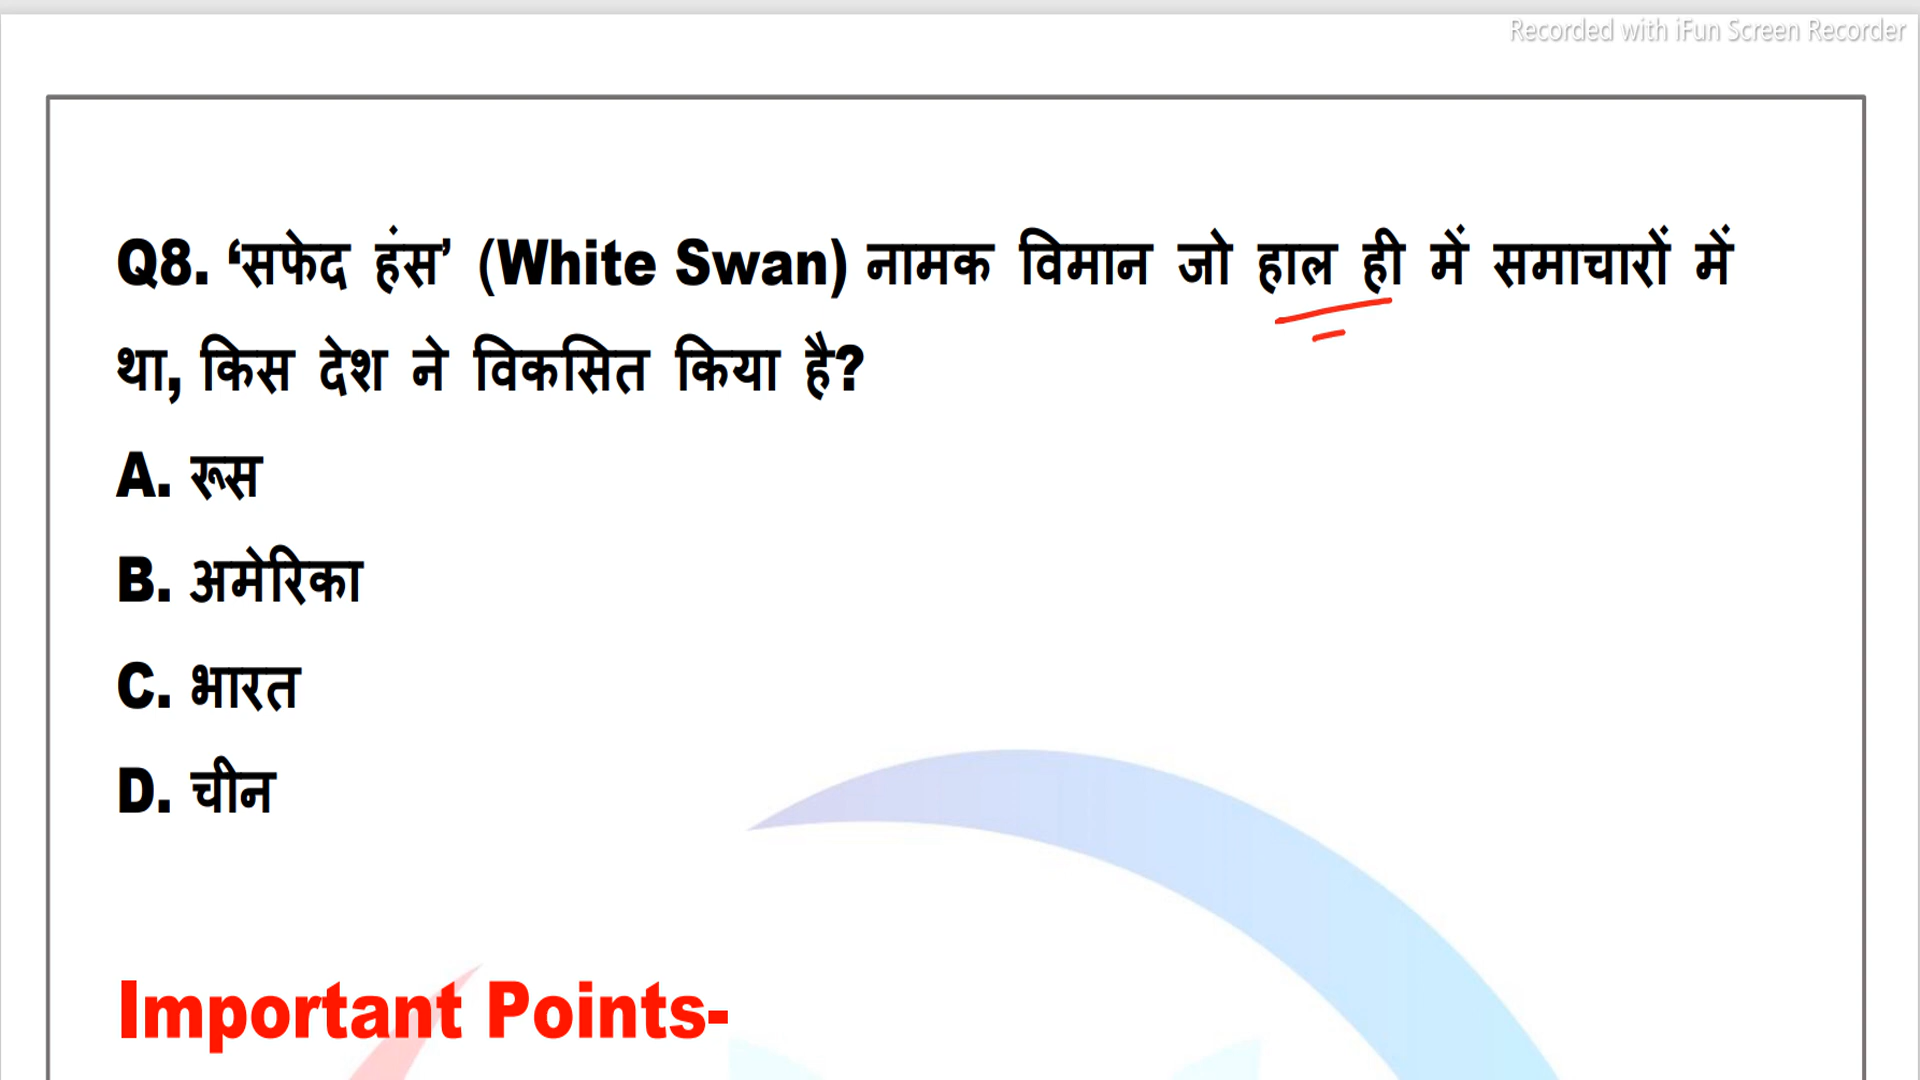 Recorded with iFun Screen Recorder
Q8. ‘सफेद हंस’ (White Swan) नामक विमान जो हाल ही में समाचारों में
था, किस देश ने विकसित किया है?
A. रूस
B. अमेरिका
C. भारत
D. चीन
Important Points-